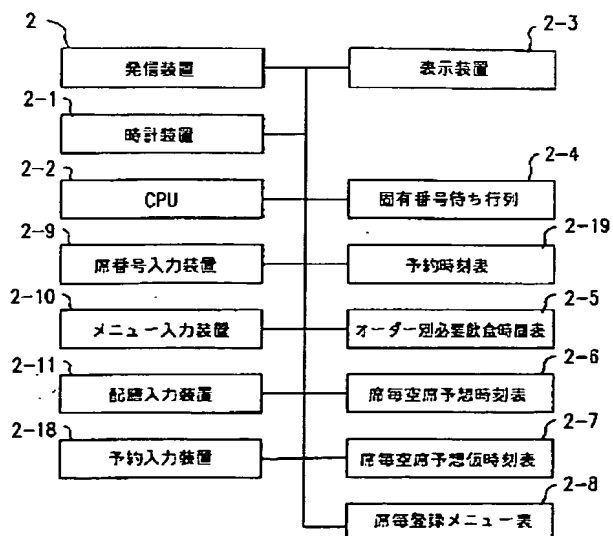 2
発信装置
2-3
表示装置
2-1
時計装置
2-2
CPU
2-4
固有番号待ち行列
2-9
席番号入力装置
2-19
予約時刻表
2-10
メニュー入力装置
2-5
オーダー別必要飲食時間表
2-11
配膳入力装置
2-6
席毎空席予想時刻表
2-18
予約入力装置
2-7
席毎空席予想仮時刻表
2-8
席毎登録メニュー表